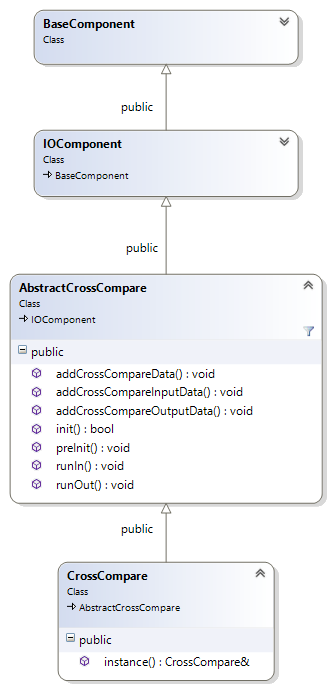 BaseComponent
Class
public
IOComponent
Class
BaseComponent
public
AbstractCrossCompare
Class
IOComponent
public
addCrossCompareData() : void
addCrossCompareInputData() : void
addCrossCompareOutputData() : void
init() : bool
preInit() : void
runIn() : void
runOut() : void
public
CrossCompare
Class
AbstractCrossCompare
public
instance() : CrossCompare&